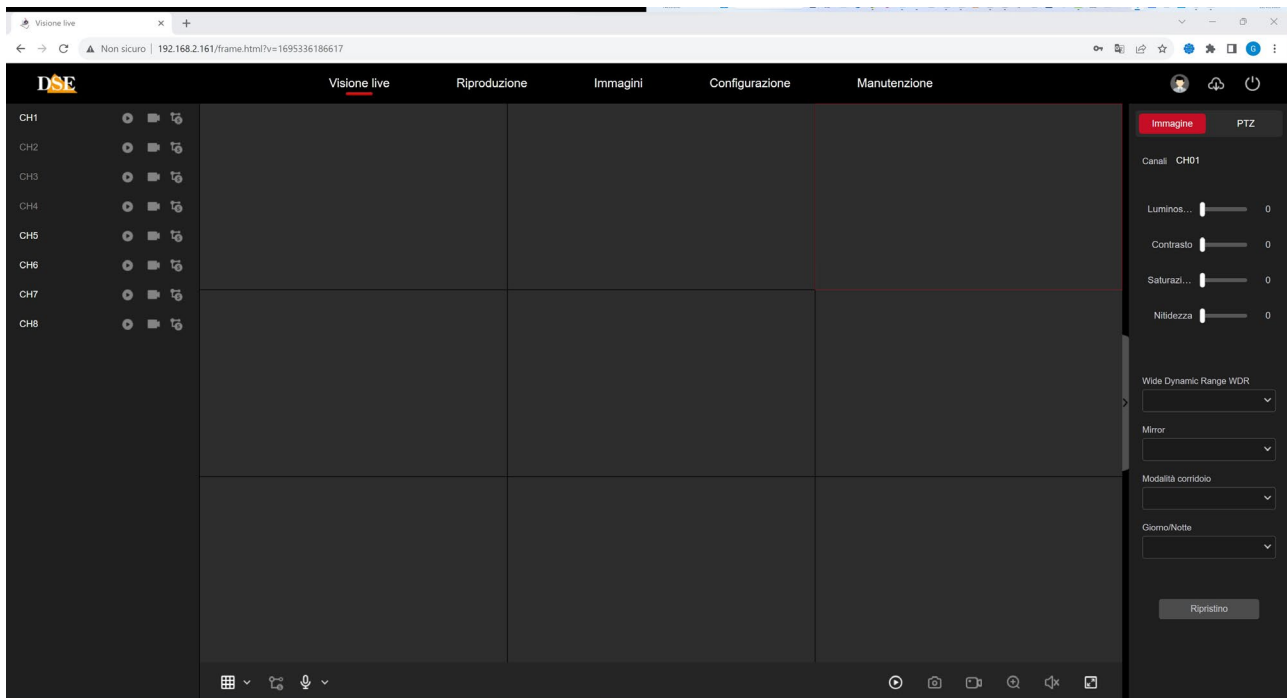 Visione live
Non sicuro | 192.168.2.161/frame.html?v=1695336186617
G
DSE
Visione live Riproduzione Immagini Configurazione Manutenzione
CH1
CH2
CH3
CH4
CH5
CH6
CH7
CH8
Immagine PTZ
Canali CH01
Luminos... 0
Contrasto 0
Saturazi... 0
Nitidezza 0
Wide Dynamic Range WDR
Mirror
Modalità corridoio
Giorno/Notte
Ripristino